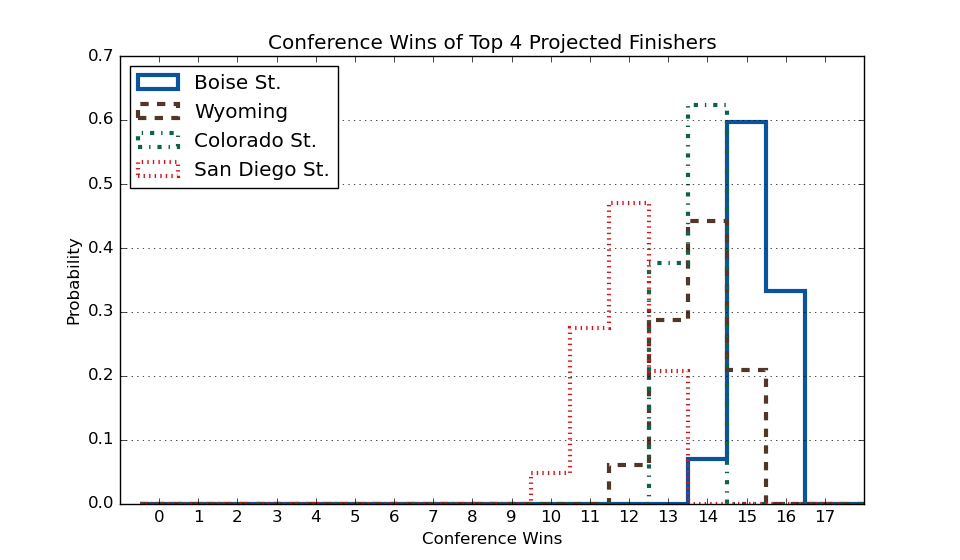 Conference Wins of Top 4 Projected Finishers
Boise St.
Wyoming
Colorado St.
San Diego St.
0.7
0.6
0.5
0.4
0.3
0.2
0.1
0.0
Probability
0 1 2 3 4 5 6 7 8 9 10 11 12 13 14 15 16 17
Conference Wins